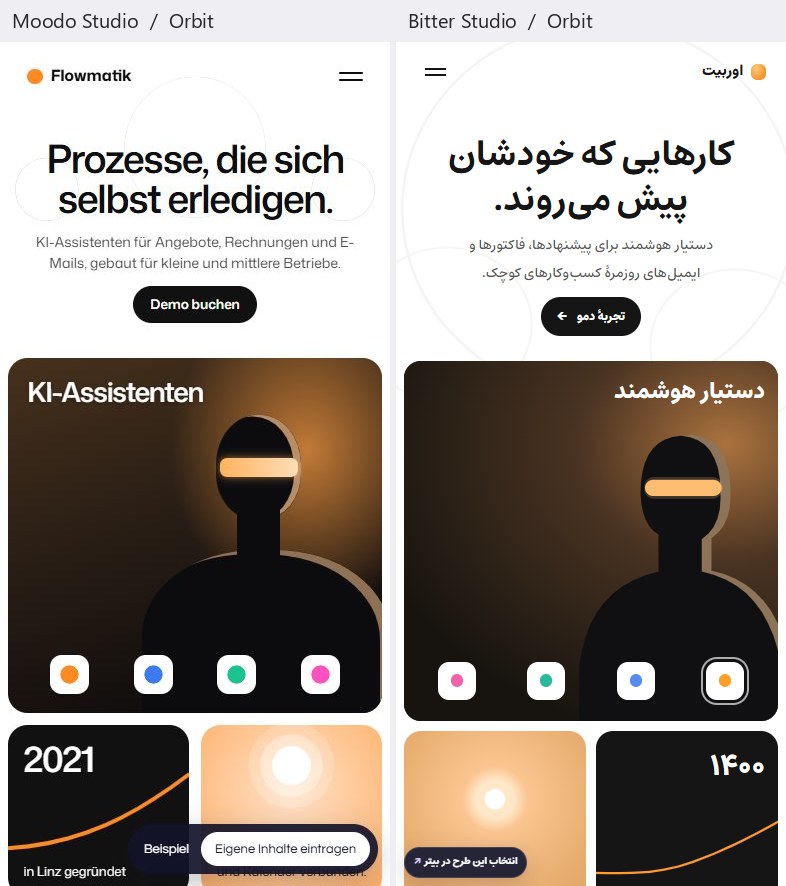 Moodo Studio / Orbit
Flowmatik
Prozesse, die sich
selbst erledigen.
KI-Assistenten für Angebote, Rechnungen und E-
Mails, gebaut für kleine und mittlere Betriebe.
Demo buchen
KI-Assistenten
2021
in Linz gegründet
Beispiel
Eigene Inhalte eintragen
und Kalender verbunden.
Bitter Studio / Orbit
اوربیت
کارهایی که خودشان
پیش می‌روند.
دستیار هوشمند برای پیشنهادها، فاکتورها و
ایمیل‌های روزمرهٔ کسب‌وکارهای کوچک.
تجربهٔ دمو ←
دستیار هوشمند
۱۴۰۰
انتخاب این طرح در بیتر ↗